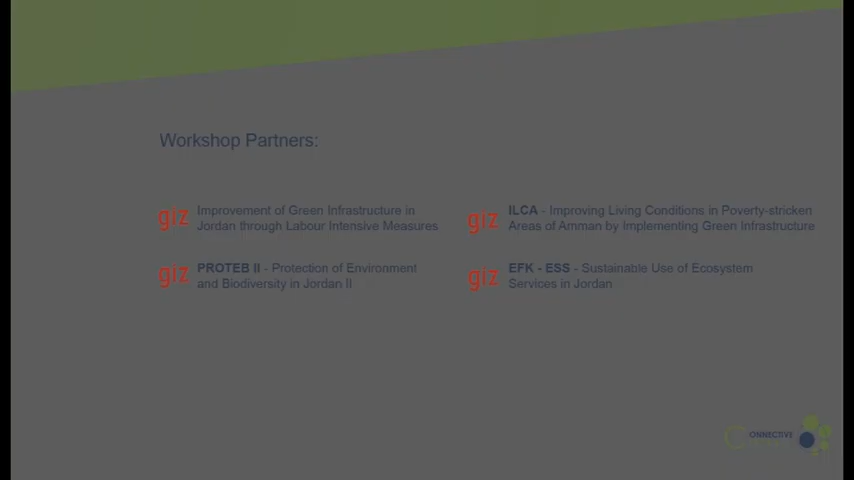 Workshop Partners:
giz
Improvement of Green Infrastructure in
Jordan through Labour Intensive Measures
giz
ILCA - Improving Living Conditions in Poverty-stricken
Areas of Amman by Implementing Green Infrastructure
giz
PROTEB II - Protection of Environment
and Biodiversity in Jordan II
giz
EFK - ESS - Sustainable Use of Ecosystem
Services in Jordan
CONNECTIVE